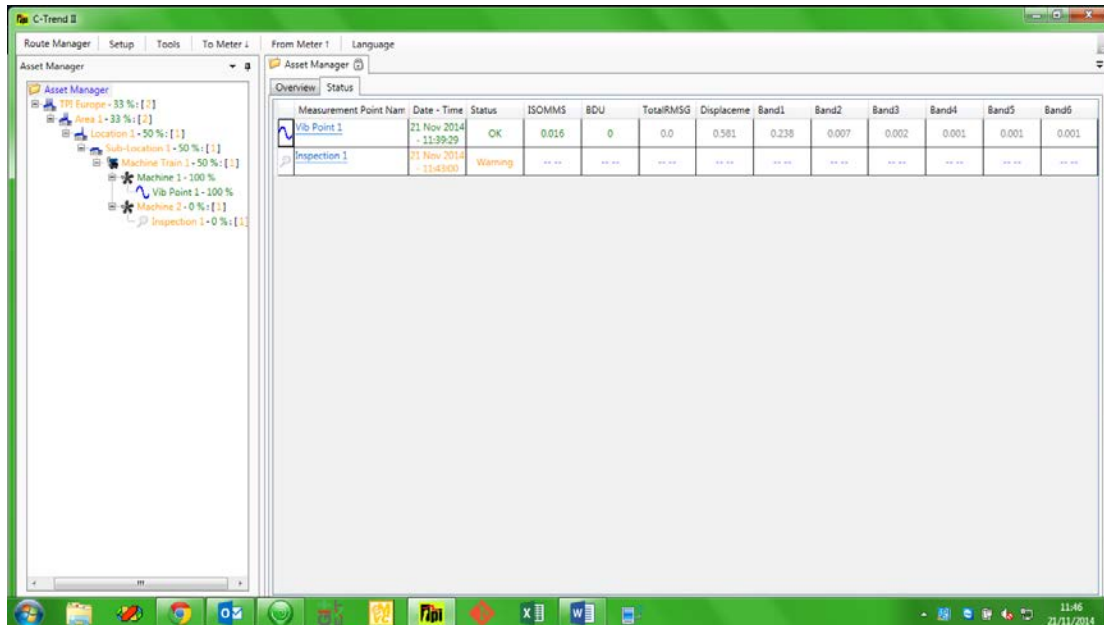 C-Trend II
Route Manager Setup Tools To Meter ↓ From Meter ↑ Language
Asset Manager
Asset Manager
TPI Europe - 33 %:[2]
Area 1 - 33 %:[2]
Location 1 - 50 %:[1]
Sub-Location 1 - 50 %:[1]
Machine Train 1 - 50 %:[1]
Machine 1 - 100 %
Vib Point 1 - 100 %
Machine 2 - 0 %:[1]
Inspection 1 - 0 %:[1]
Asset Manager
Overview Status
Measurement Point Nam Date - Time Status ISOMMS BDU TotalRMSG Displaceme Band1 Band2 Band3 Band4 Band5 Band6
Vib Point 1 21 Nov 2014 OK 0.016 0 0.0 0.581 0.238 0.007 0.002 0.001 0.001 0.001
- 11:39:29
Inspection 1 21 Nov 2014 Warning -- -- -- -- -- -- -- -- -- -- -- -- -- -- -- -- -- -- -- --
- 11:43:00
tpi
11:46
21/11/2014